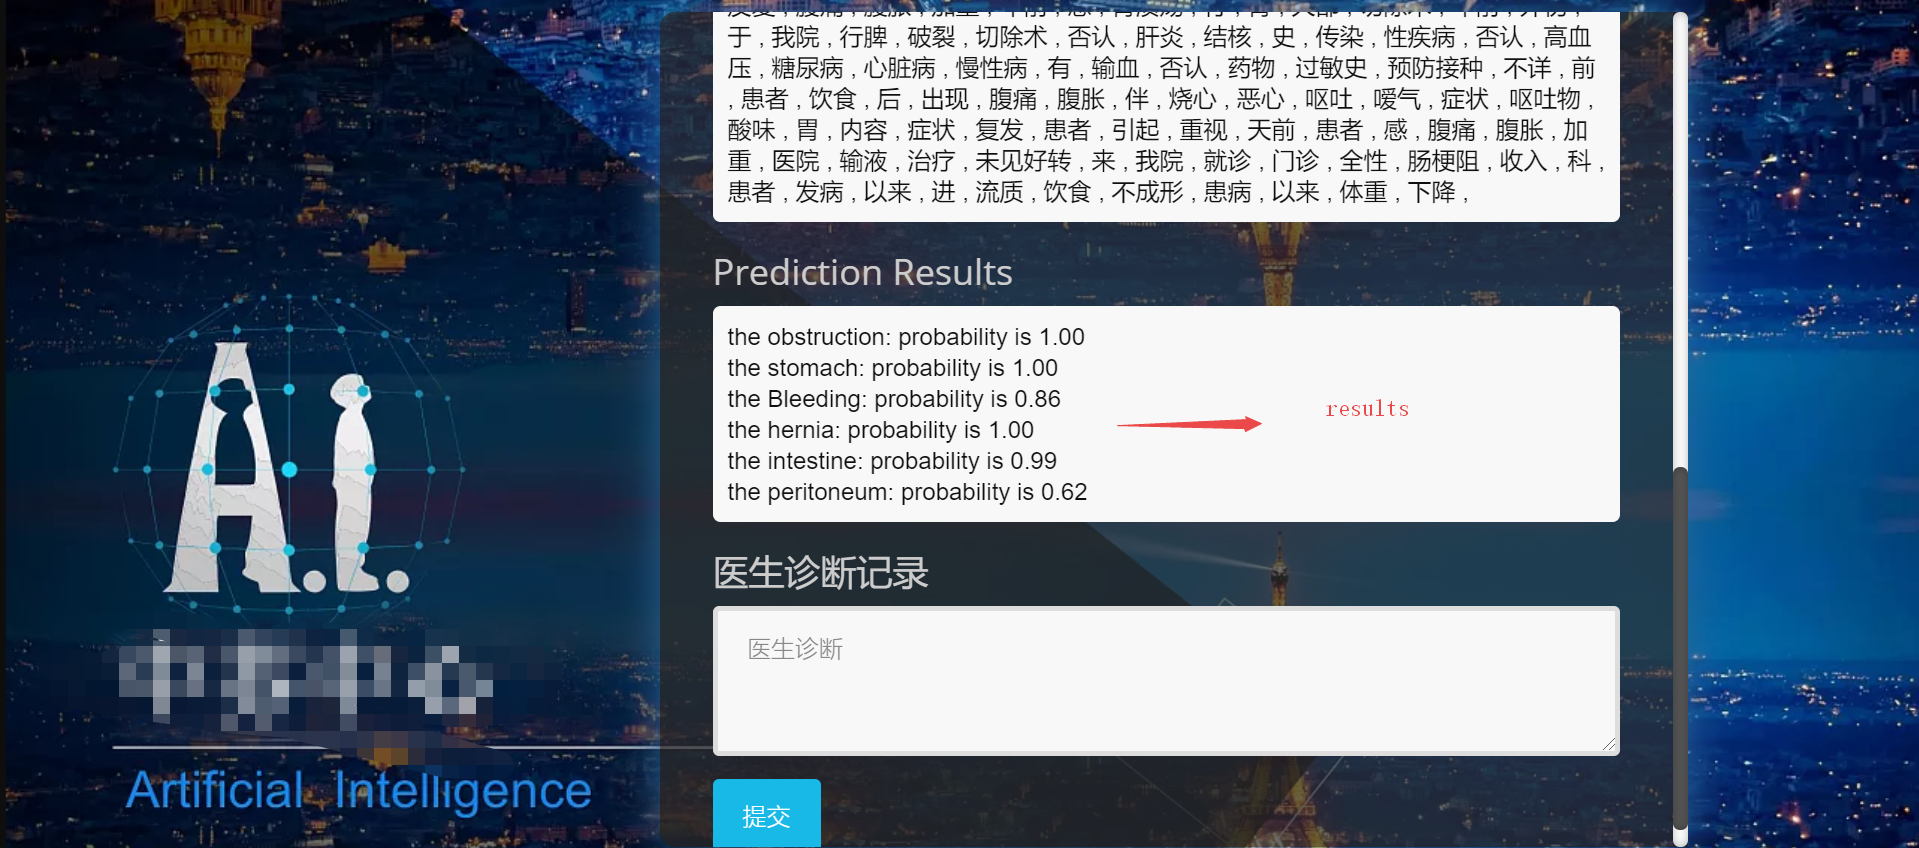 于 , 我院 , 行脾 , 破裂 , 切除术 , 否认 , 肝炎 , 结核 , 史 , 传染 , 性疾病 , 否认 , 高血
压 , 糖尿病 , 心脏病 , 慢性病 , 有 , 输血 , 否认 , 药物 , 过敏史 , 预防接种 , 不详 , 前
, 患者 , 饮食 , 后 , 出现 , 腹痛 , 腹胀 , 伴 , 烧心 , 恶心 , 呕吐 , 嗳气 , 症状 , 呕吐物 ,
酸味 , 胃 , 内容 , 症状 , 复发 , 患者 , 引起 , 重视 , 天前 , 患者 , 感 , 腹痛 , 腹胀 , 加
重 , 医院 , 输液 , 治疗 , 未见好转 , 来 , 我院 , 就诊 , 门诊 , 全性 , 肠梗阻 , 收入 , 科 ,
患者 , 发病 , 以来 , 进 , 流质 , 饮食 , 不成形 , 患病 , 以来 , 体重 , 下降 ,
Prediction Results
the obstruction: probability is 1.00
the stomach: probability is 1.00
the Bleeding: probability is 0.86
the hernia: probability is 1.00
the intestine: probability is 0.99
the peritoneum: probability is 0.62
results
医生诊断记录
医生诊断
提交
A.I.
Artificial Intelligence